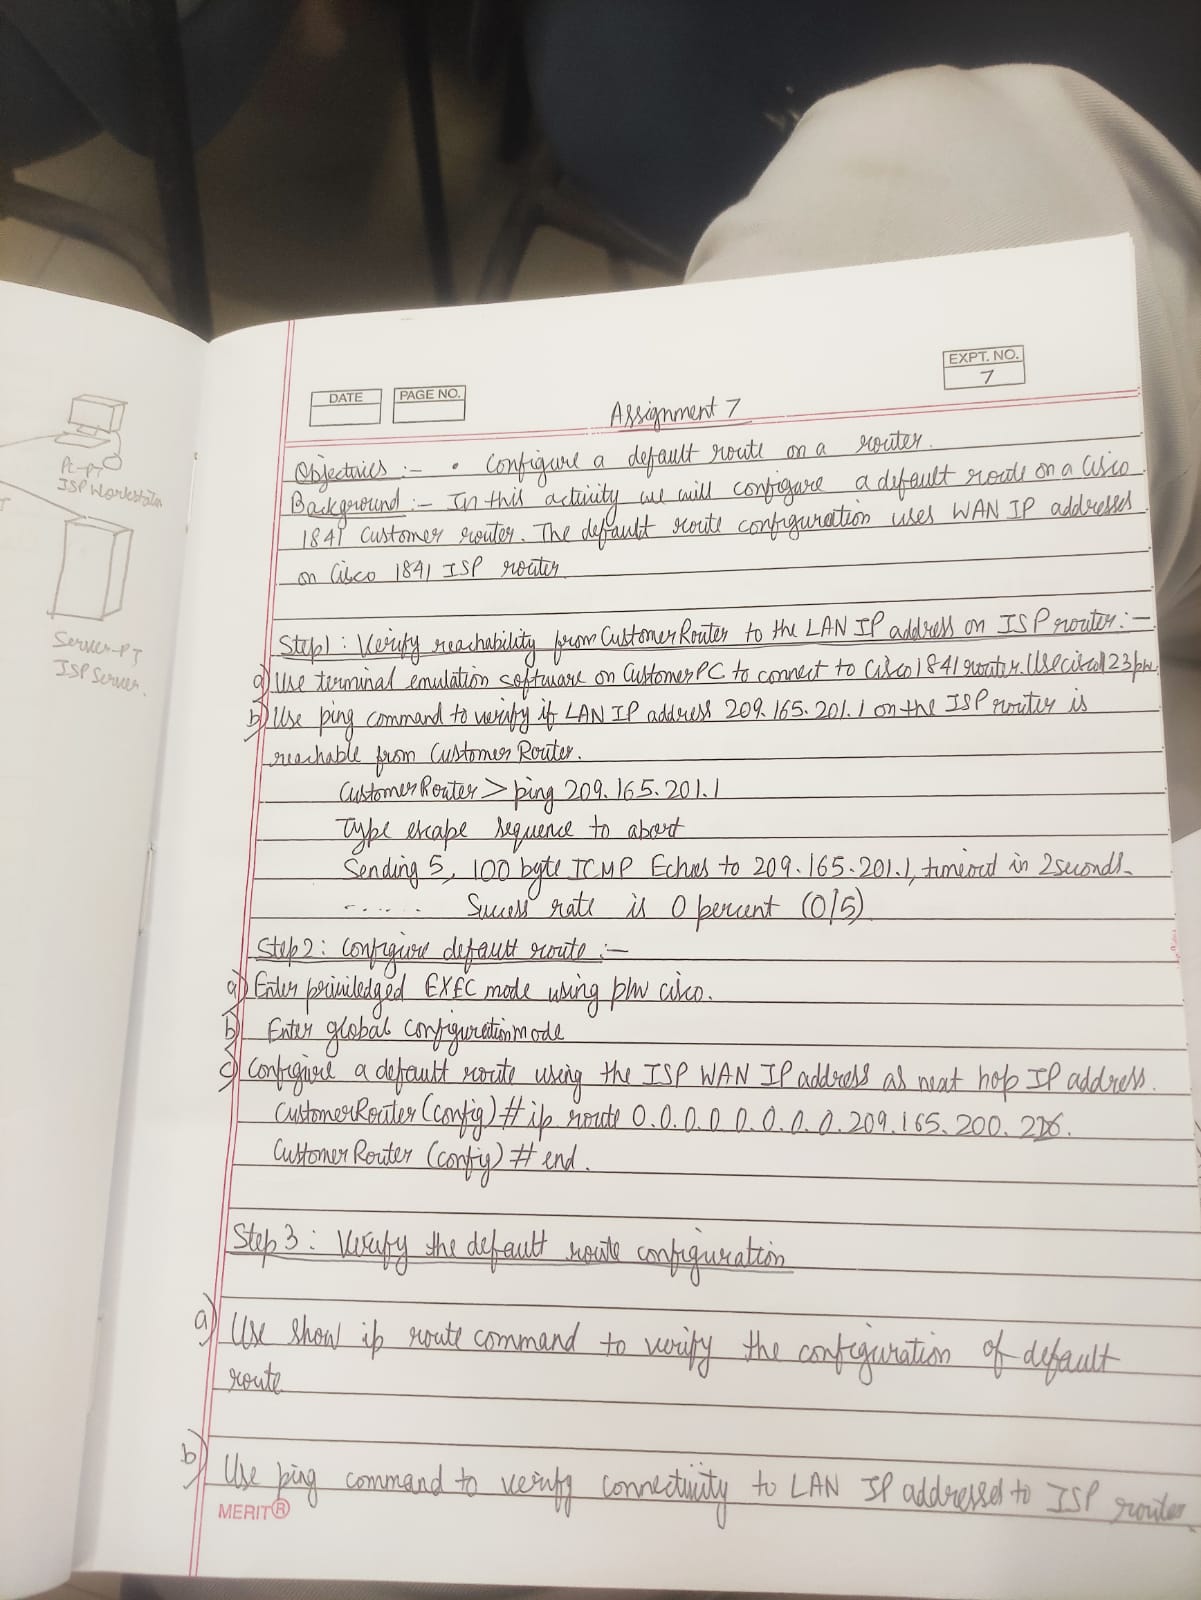 PC-PT
ISP Workstation
Server-PT
ISP Server.
DATE
PAGE NO.
EXPT. NO.
7
Assignment 7
Objectives :- • Configure a default route on a router.
Background :- In this activity we will configure a default route on a Cisco
1841 Customer router. The default route configuration uses WAN IP addresses
on Cisco 1841 ISP router
Step1 : Verify reachability from CustomerRouter to the LAN IP address on ISP router :-
a) Use terminal emulation software on CustomerPC to connect to Cisco 1841 router. Use cisco123 pw.
b) Use ping command to verify if LAN IP address 209.165.201.1 on the ISP router is
reachable from CustomerRouter.
CustomerRouter > ping 209.165.201.1
Type escape sequence to abort
Sending 5, 100 byte ICMP Echos to 209.165.201.1, timeout in 2seconds.
..... Success rate is 0 percent (0/5)
Step2 : Configure default route :-
a) Enter priviledged EXEC mode using pw cisco.
b) Enter global configuration mode
c) Configure a default route using the ISP WAN IP address as next hop IP address.
CustomerRouter (config) # ip route 0.0.0.0 0.0.0.0. 209.165.200.226.
CustomerRouter (config) # end.
Step 3 : Verify the default route configuration
a) Use show ip route command to verify the configuration of default
route
b) Use ping command to verify connectivity to LAN IP addressed to ISP router
MERIT®